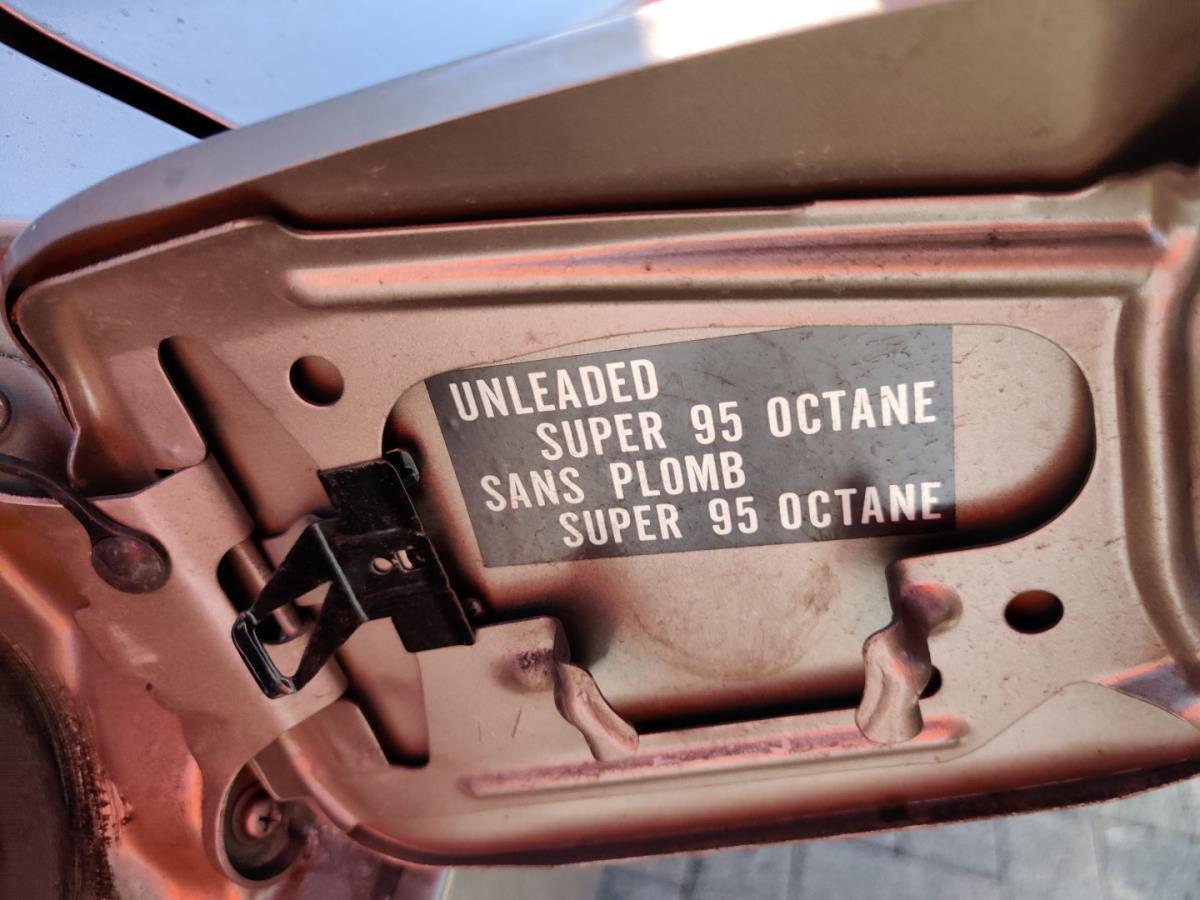 UNLEADED
SUPER 95 OCTANE
SANS PLOMB
SUPER 95 OCTANE